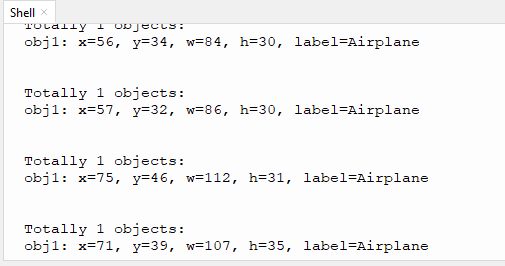 Shell ×
Totally 1 objects:
obj1: x=56, y=34, w=84, h=30, label=Airplane
Totally 1 objects:
obj1: x=57, y=32, w=86, h=30, label=Airplane
Totally 1 objects:
obj1: x=75, y=46, w=112, h=31, label=Airplane
Totally 1 objects:
obj1: x=71, y=39, w=107, h=35, label=Airplane